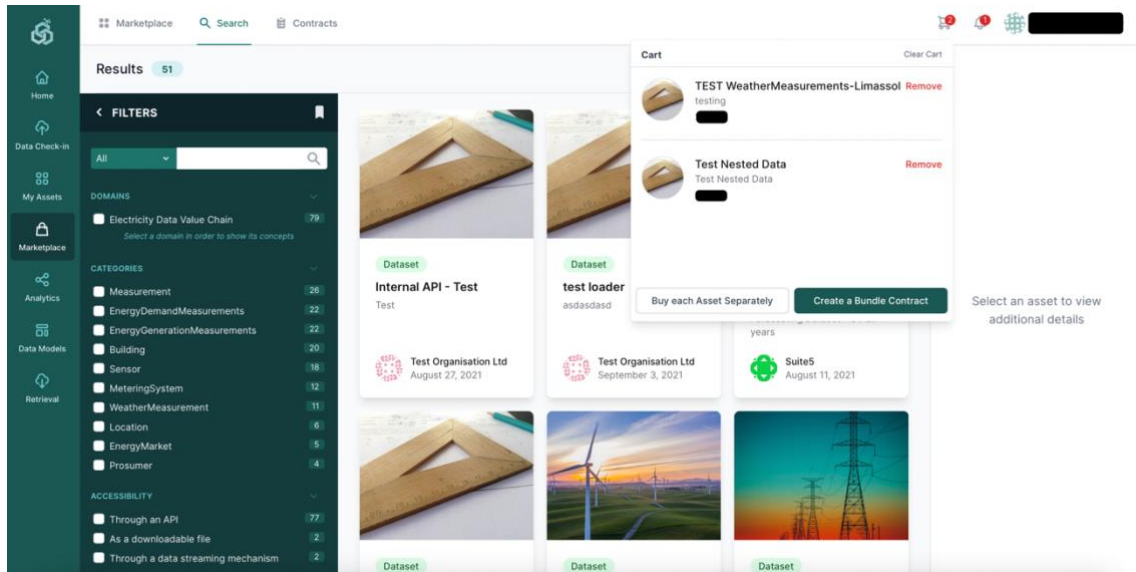 Marketplace
Search
Contracts
2
1
Home
Data Check-in
My Assets
Marketplace
Analytics
Data Models
Retrieval
Results 51
FILTERS
All
DOMAINS
Electricity Data Value Chain 79
Select a domain in order to show its concepts
CATEGORIES
Measurement 26
EnergyDemandMeasurements 22
EnergyGenerationMeasurements 22
Building 20
Sensor 18
MeteringSystem 12
WeatherMeasurement 11
Location 6
EnergyMarket 5
Prosumer 4
ACCESSIBILITY
Through an API 77
As a downloadable file 2
Through a data streaming mechanism 2
Cart
Clear Cart
TEST WeatherMeasurements-Limassol Remove
testing
Test Nested Data Remove
Test Nested Data
Buy each Asset Separately
Create a Bundle Contract
Dataset
Internal API - Test
Test
Test Organisation Ltd
August 27, 2021
Dataset
test loader
asdasdasd
Test Organisation Ltd
September 3, 2021
years
Suite5
August 11, 2021
Dataset
Dataset
Dataset
Select an asset to view
additional details